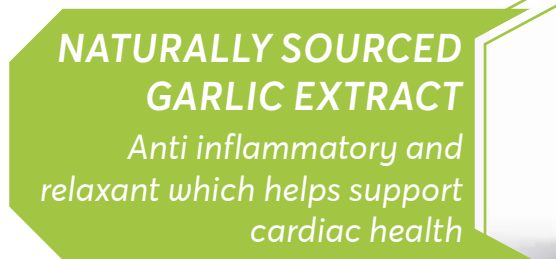 NATURALLY SOURCED
GARLIC EXTRACT
Anti inflammatory and
relaxant which helps support
cardiac health